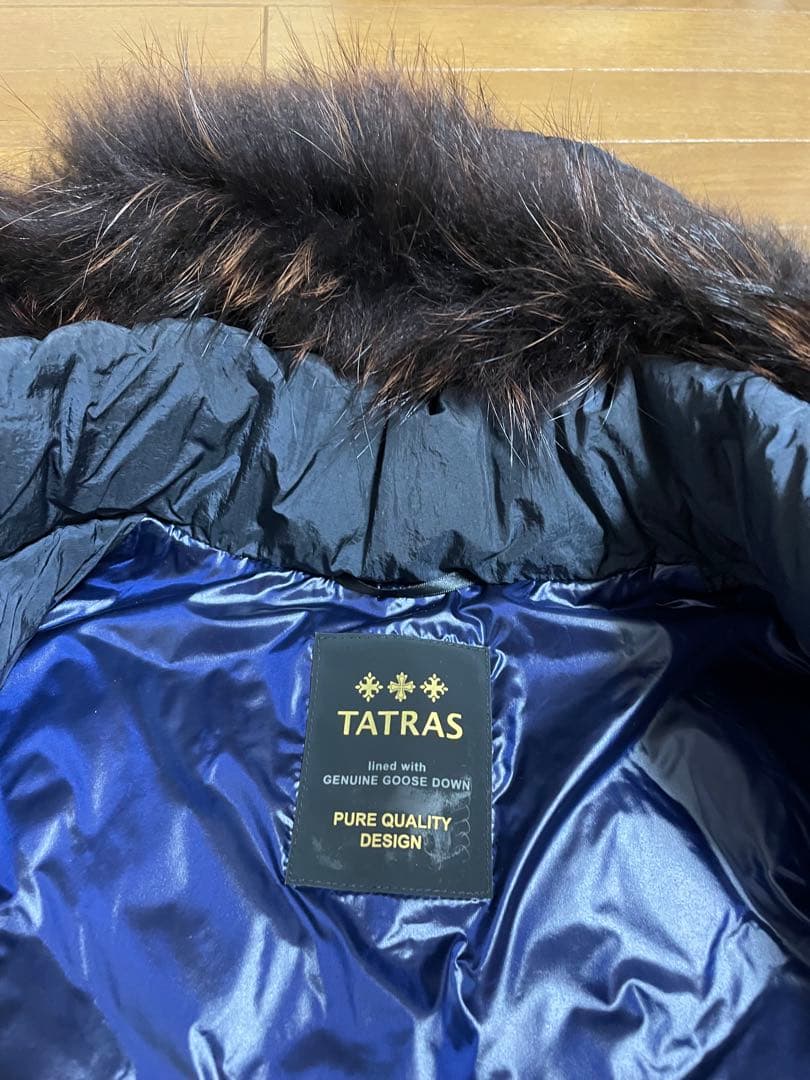 TATRAS
lined with
GENUINE GOOSE DOWN
PURE QUALITY
DESIGN